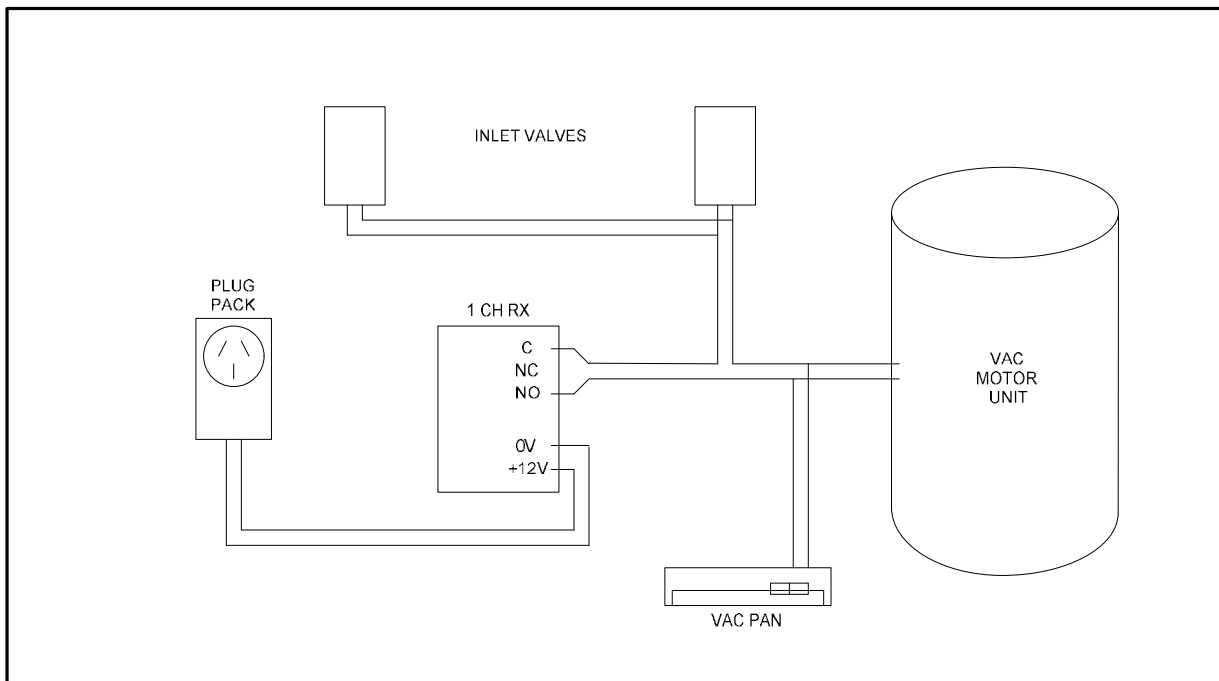 INLET VALVES
PLUG
PACK
1 CH RX
C
NC
NO
0V
+12V
VAC
MOTOR
UNIT
VAC PAN